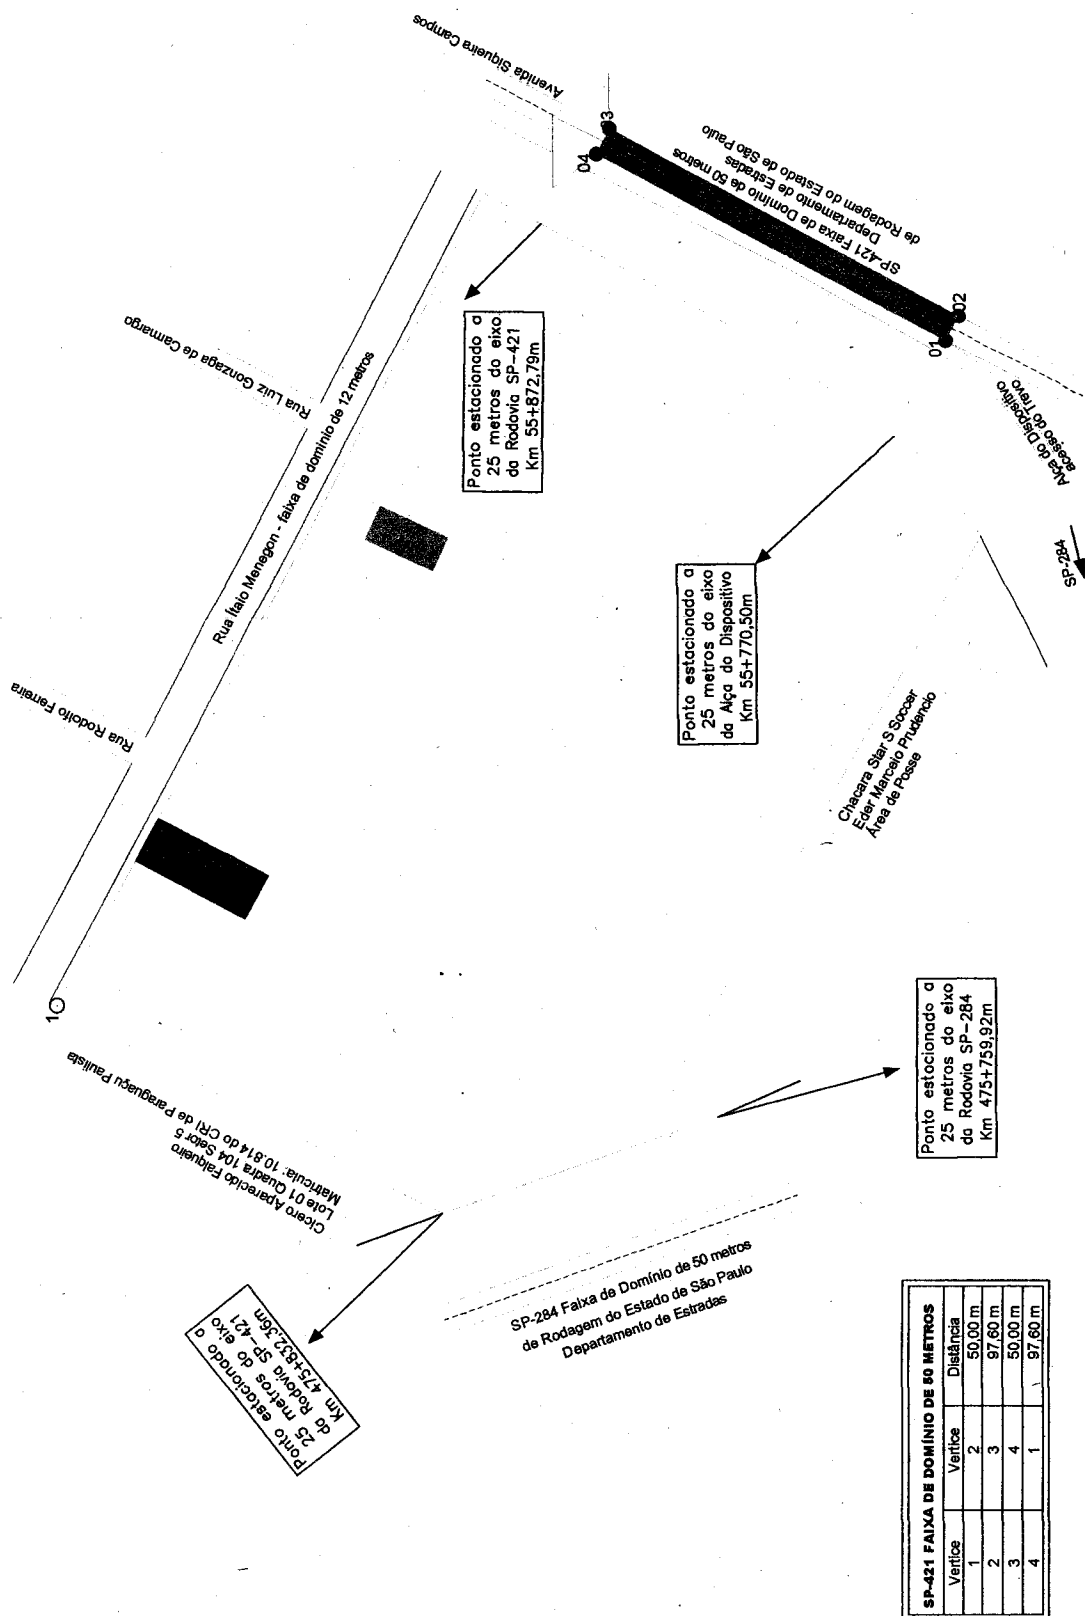 Avenida Siqueira Campos
03
04
SP-421 Faixa de Domínio de 50 metros
Departamento de Estradas
de Rodagem do Estado de São Paulo
01
02
Rua Luiz Gonzaga de Camargo
Rua Ítalo Menegon - faixa de domínio de 12 metros
Rua Rodolfo Ferreira
Ponto estacionado a
25 metros do eixo
da Rodovia SP-421
Km 55+872,79m
Alça do Dispositivo
acesso do Trevo
SP-284
Ponto estacionado a
25 metros do eixo
da Alça do Dispositivo
Km 55+770,50m
Chacara Star S Soccer
Eder Marcelo Prudencio
Área de Posse
1
Cicero Aparecido Falqueiro
Lote 01 Quadra 104 Setor 5
Matricula: 10.814 do CRI de Paraguaçu Paulista
Ponto estacionado a
25 metros do eixo
da Rodovia SP-284
Km 475+759,92m
Ponto estacionado a
25 metros do eixo
da Rodovia SP-421
Km 475+832,36m
SP-284 Faixa de Domínio de 50 metros
de Rodagem do Estado de São Paulo
Departamento de Estradas
SP-421 FAIXA DE DOMÍNIO DE 50 METROS
Vertice Vertice Distância
1 2 50,00 m
2 3 97,60 m
3 4 50,00 m
4 1 97,60 m